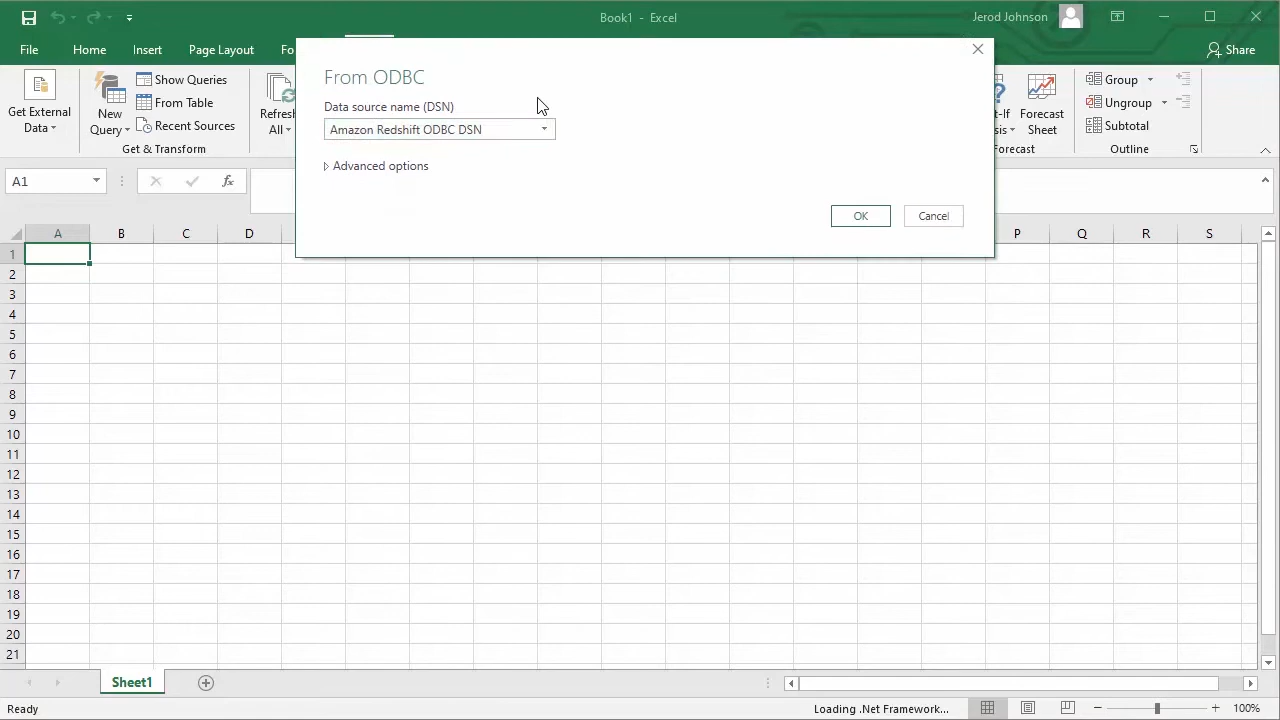 Book1 - Excel
Jerod Johnson
File
Home
Insert
Page Layout
Fo
Share
Get External
Data
New
Query
Show Queries
From Table
Recent Sources
Get & Transform
Refresh
All
From ODBC
Data source name (DSN)
Amazon Redshift ODBC DSN
Advanced options
OK
Cancel
t-If
sis
Forecast
Sheet
orecast
Group
Ungroup
Subtotal
Outline
A1
fx
A B C D P Q R S
1
2
3
4
5
6
7
8
9
10
11
12
13
14
15
16
17
18
19
20
21
Sheet1
Ready
Loading .Net Framework...
100%